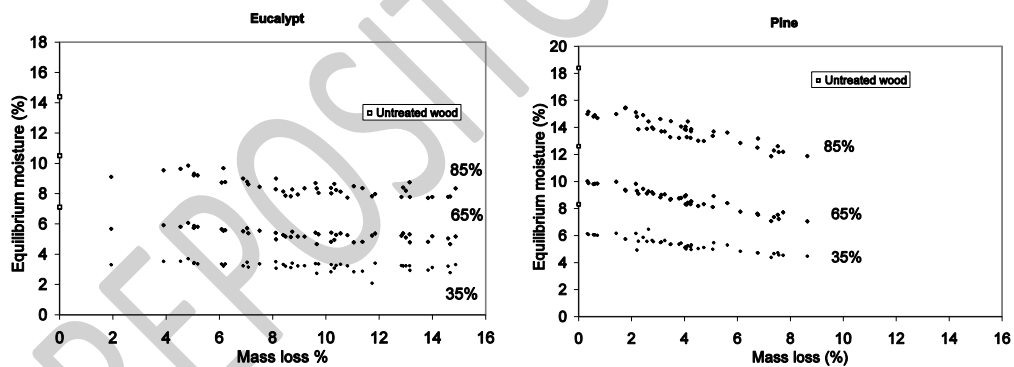 Eucalypt
18
16
14
12
10
8
6
4
2
0
Equilibrium moisture (%)
Untreated wood
85%
65%
35%
0 2 4 6 8 10 12 14 16
Mass loss %
Pine
20
18
16
14
12
10
8
6
4
2
0
Equilibrium moisture (%)
Untreated wood
85%
65%
35%
0 2 4 6 8 10 12 14 16
Mass loss (%)
REPOSITO